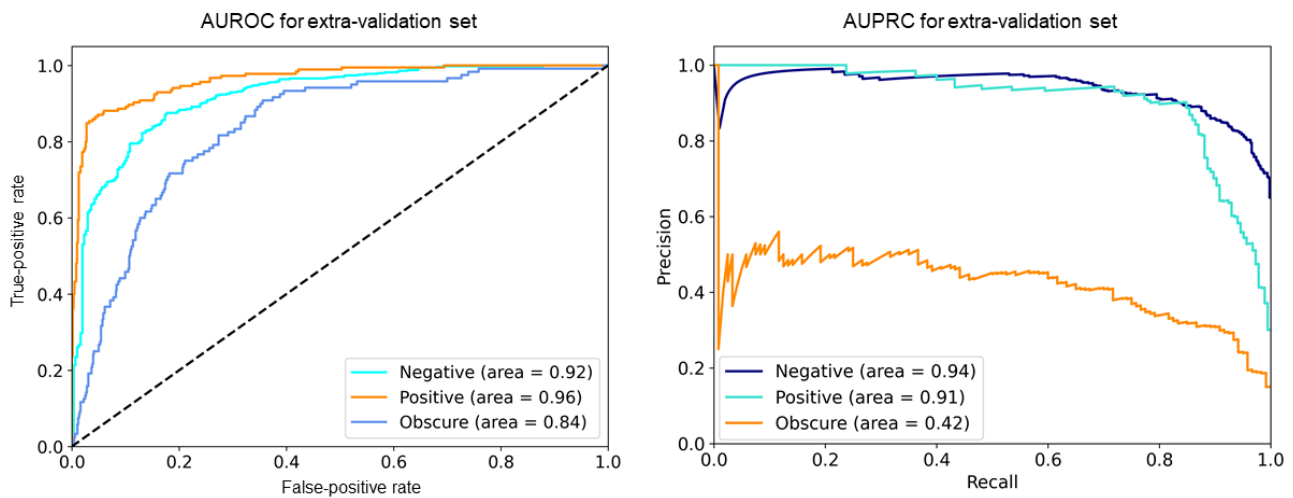 AUROC for extra-validation set
True-positive rate
1.0
0.8
0.6
0.4
0.2
0.0
Negative (area = 0.92)
Positive (area = 0.96)
Obscure (area = 0.84)
0.0 0.2 0.4 0.6 0.8 1.0
False-positive rate
AUPRC for extra-validation set
Precision
1.0
0.8
0.6
0.4
0.2
0.0
Negative (area = 0.94)
Positive (area = 0.91)
Obscure (area = 0.42)
0.0 0.2 0.4 0.6 0.8 1.0
Recall